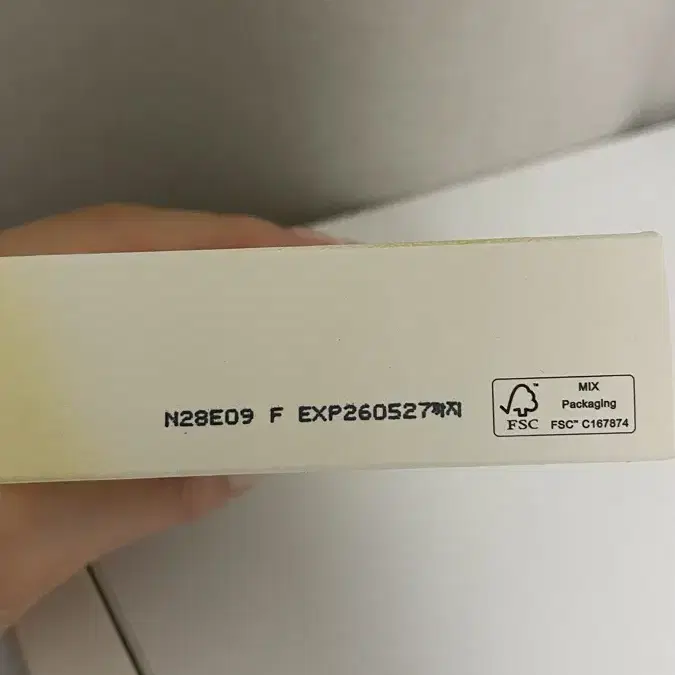 N28E09 F EXP260527까지
MIX
Packaging
FSC™ C167874
FSC